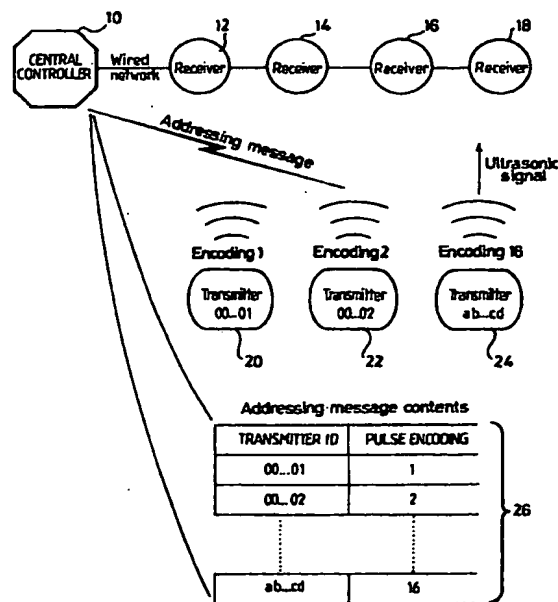 10
12
14
16
18
CENTRAL
CONTROLLER
Wired
network
Receiver
Receiver
Receiver
Receiver
Addressing message
Ultrasonic
signal
Encoding 1
Encoding 2
Encoding 16
Transmitter
00...01
Transmitter
00...02
Transmitter
ab...cd
20
22
24
Addressing message contents
TRANSMITTER ID
PULSE ENCODING
00...01
1
00...02
2
26
ab...cd
16